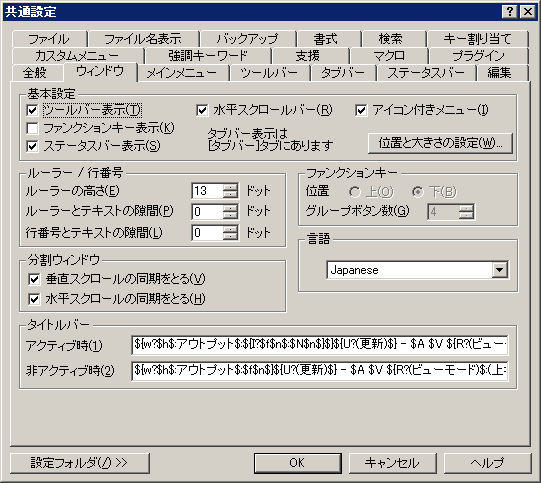 共通設定
ファイル ファイル名表示 バックアップ 書式 検索 キー割り当て
カスタムメニュー 強調キーワード 支援 マクロ プラグイン
全般 ウィンドウ メインメニュー ツールバー タブバー ステータスバー 編集
基本設定
ツールバー表示(T) 水平スクロールバー(R) アイコン付きメニュー(I)
ファンクションキー表示(K)
ステータスバー表示(S)
タブバー表示は
[タブバー]タブにあります
位置と大きさの設定(W)...
ルーラー / 行番号
ルーラーの高さ(E) 13 ドット
ルーラーとテキストの隙間(P) 0 ドット
行番号とテキストの隙間(L) 0 ドット
ファンクションキー
位置 上(O) 下(B)
グループボタン数(G) 4
言語
Japanese
分割ウィンドウ
垂直スクロールの同期をとる(V)
水平スクロールの同期をとる(H)
タイトルバー
アクティブ時(1) ${w?$h$:アウトプット$:${I?$f$n$:$N$n$}$}${U?(更新)$} - $A $V ${R?(ビュー
非アクティブ時(2) ${w?$h$:アウトプット$:$f$n$}${U?(更新)$} - $A $V ${R?(ビューモード)$:(上
設定フォルダ(/) >> OK キャンセル ヘルプ